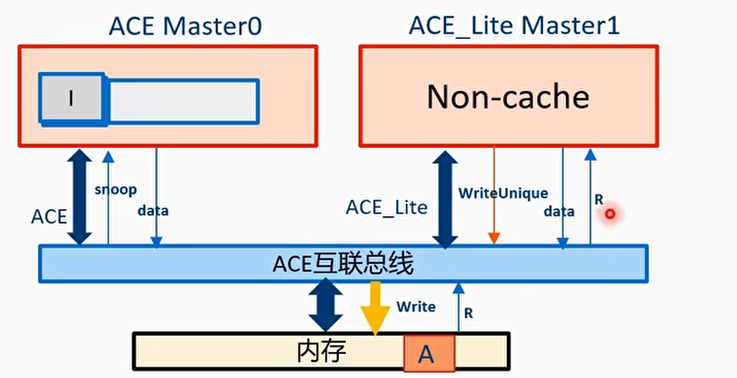 ACE Master0
ACE_Lite Master1
I
Non-cache
ACE
snoop
data
ACE_Lite
WriteUnique
data
R
ACE互联总线
Write
R
内存
A